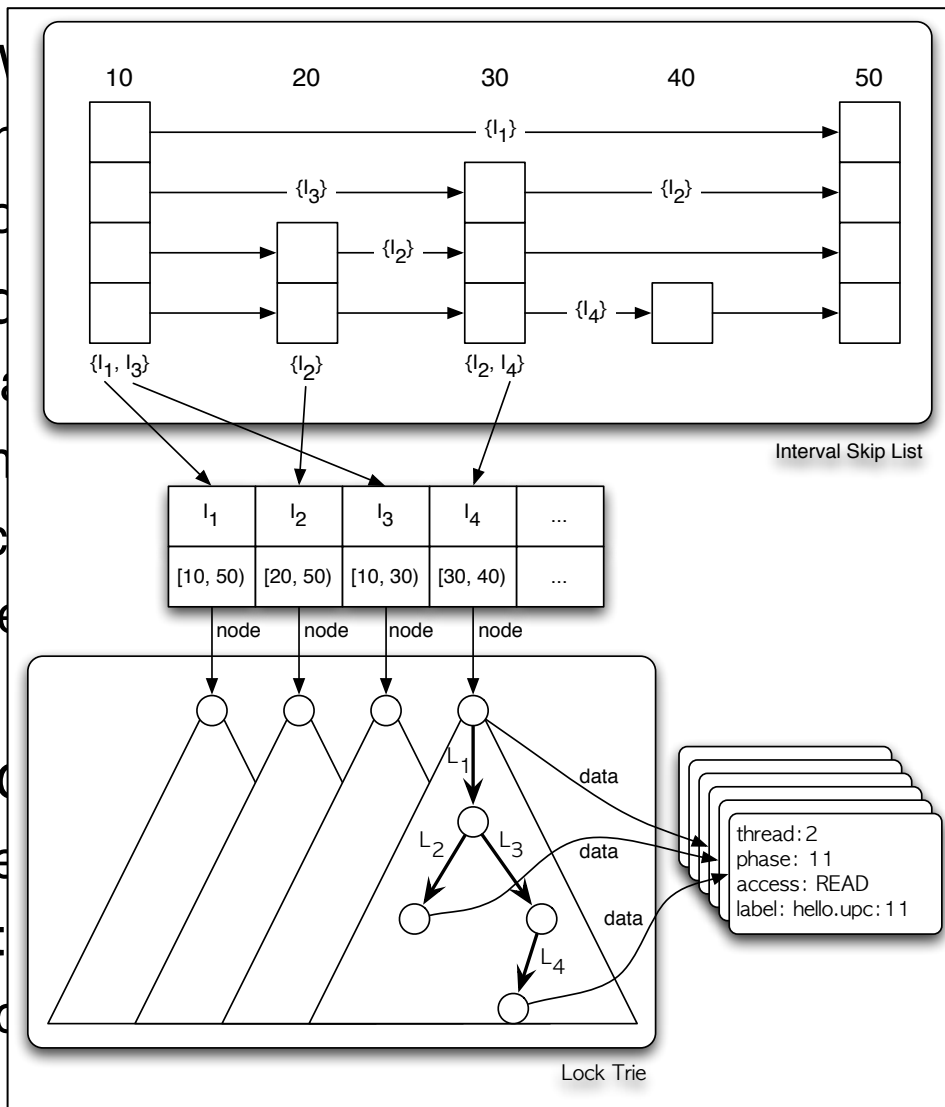 10 20 30 40 50
{I₁}
{I₃} {I₂}
{I₂}
{I₄}
{I₁, I₃} {I₂} {I₂, I₄}
Interval Skip List
I₁ I₂ I₃ I₄ ...
[10, 50) [20, 50) [10, 30) [30, 40) ...
node node node node
L₁
data
L₂ L₃
data
data
L₄
thread:2
phase: 11
access: READ
label: hello.upc:11
Lock Trie